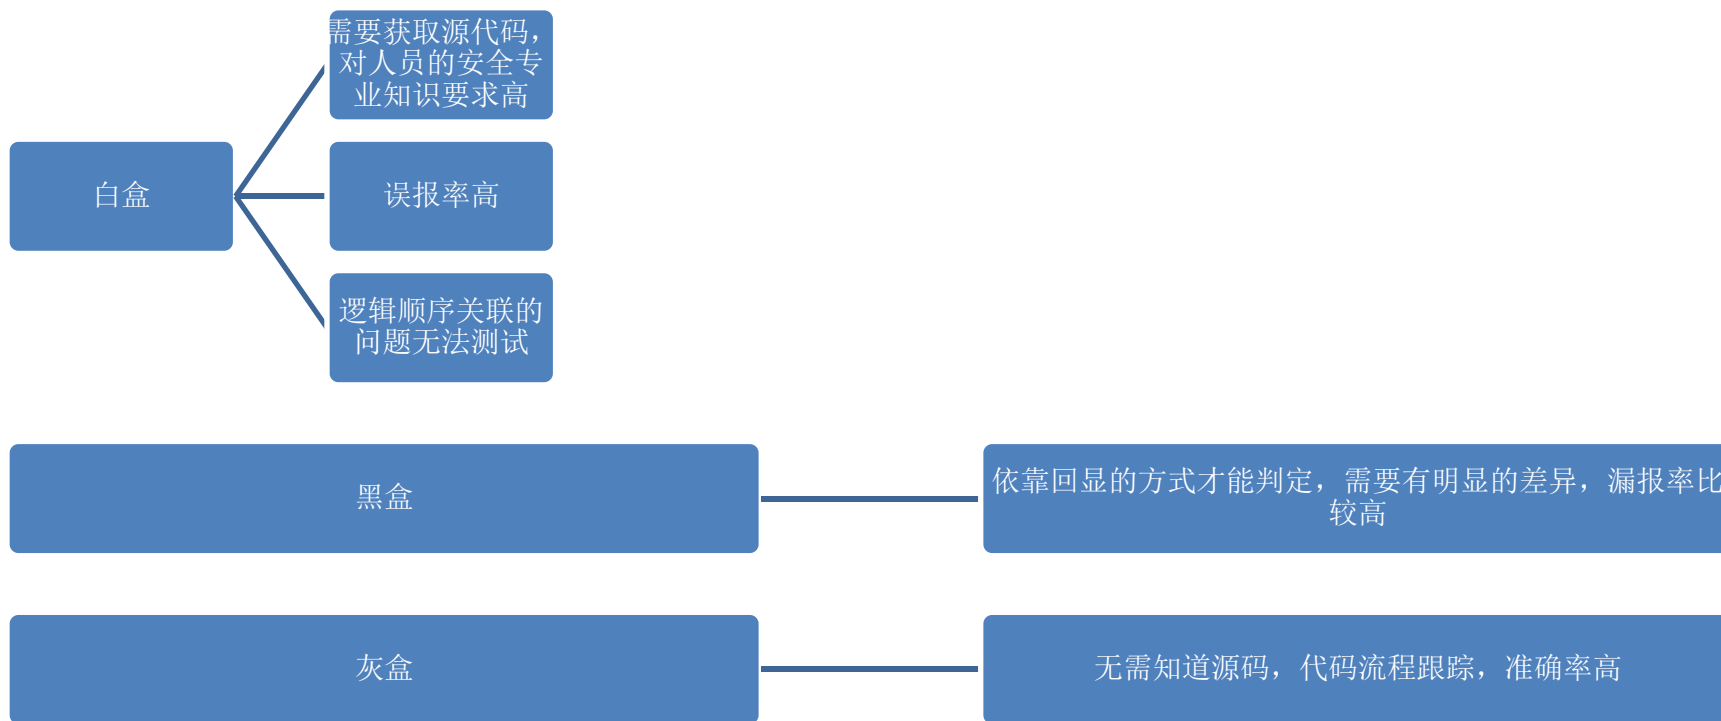 需要获取源代码，
对人员的安全专
业知识要求高
白盒
误报率高
逻辑顺序关联的
问题无法测试
黑盒
依靠回显的方式才能判定，需要有明显的差异，漏报率比
较高
灰盒
无需知道源码，代码流程跟踪，准确率高